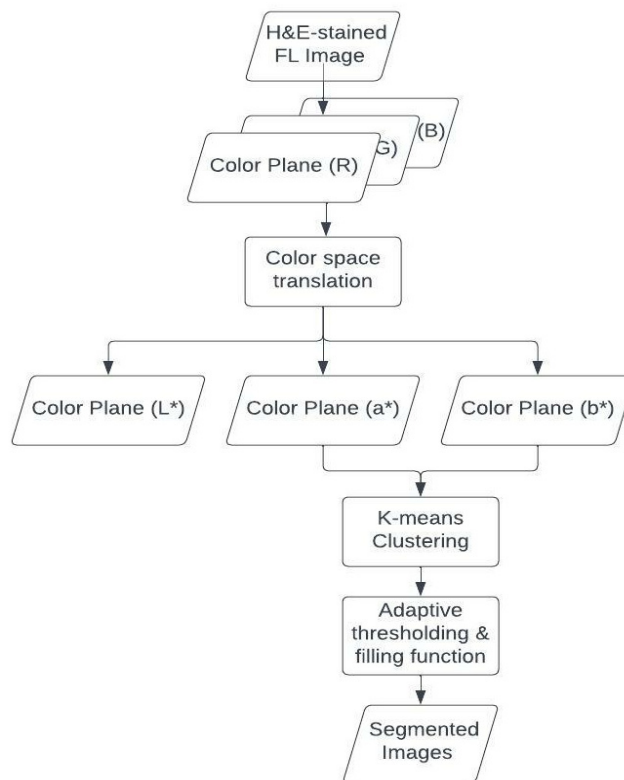 H&E-stained
FL Image
(B)
G)
Color Plane (R)
Color space
translation
Color Plane (L*)
Color Plane (a*)
Color Plane (b*)
K-means
Clustering
Adaptive
thresholding &
filling function
Segmented
Images